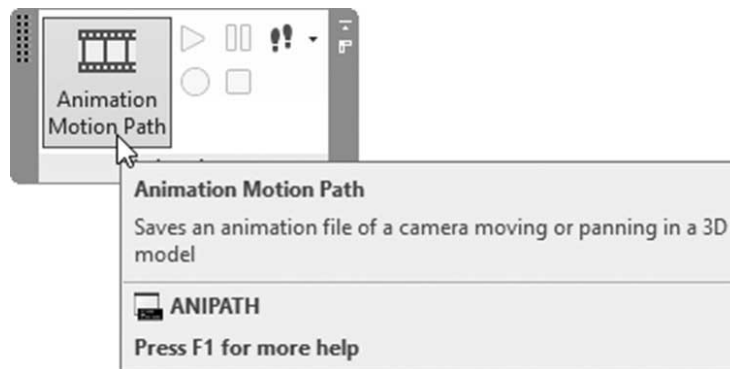 Animation
Motion Path
Animation Motion Path
Saves an animation file of a camera moving or panning in a 3D
model
ANIPATH
Press F1 for more help